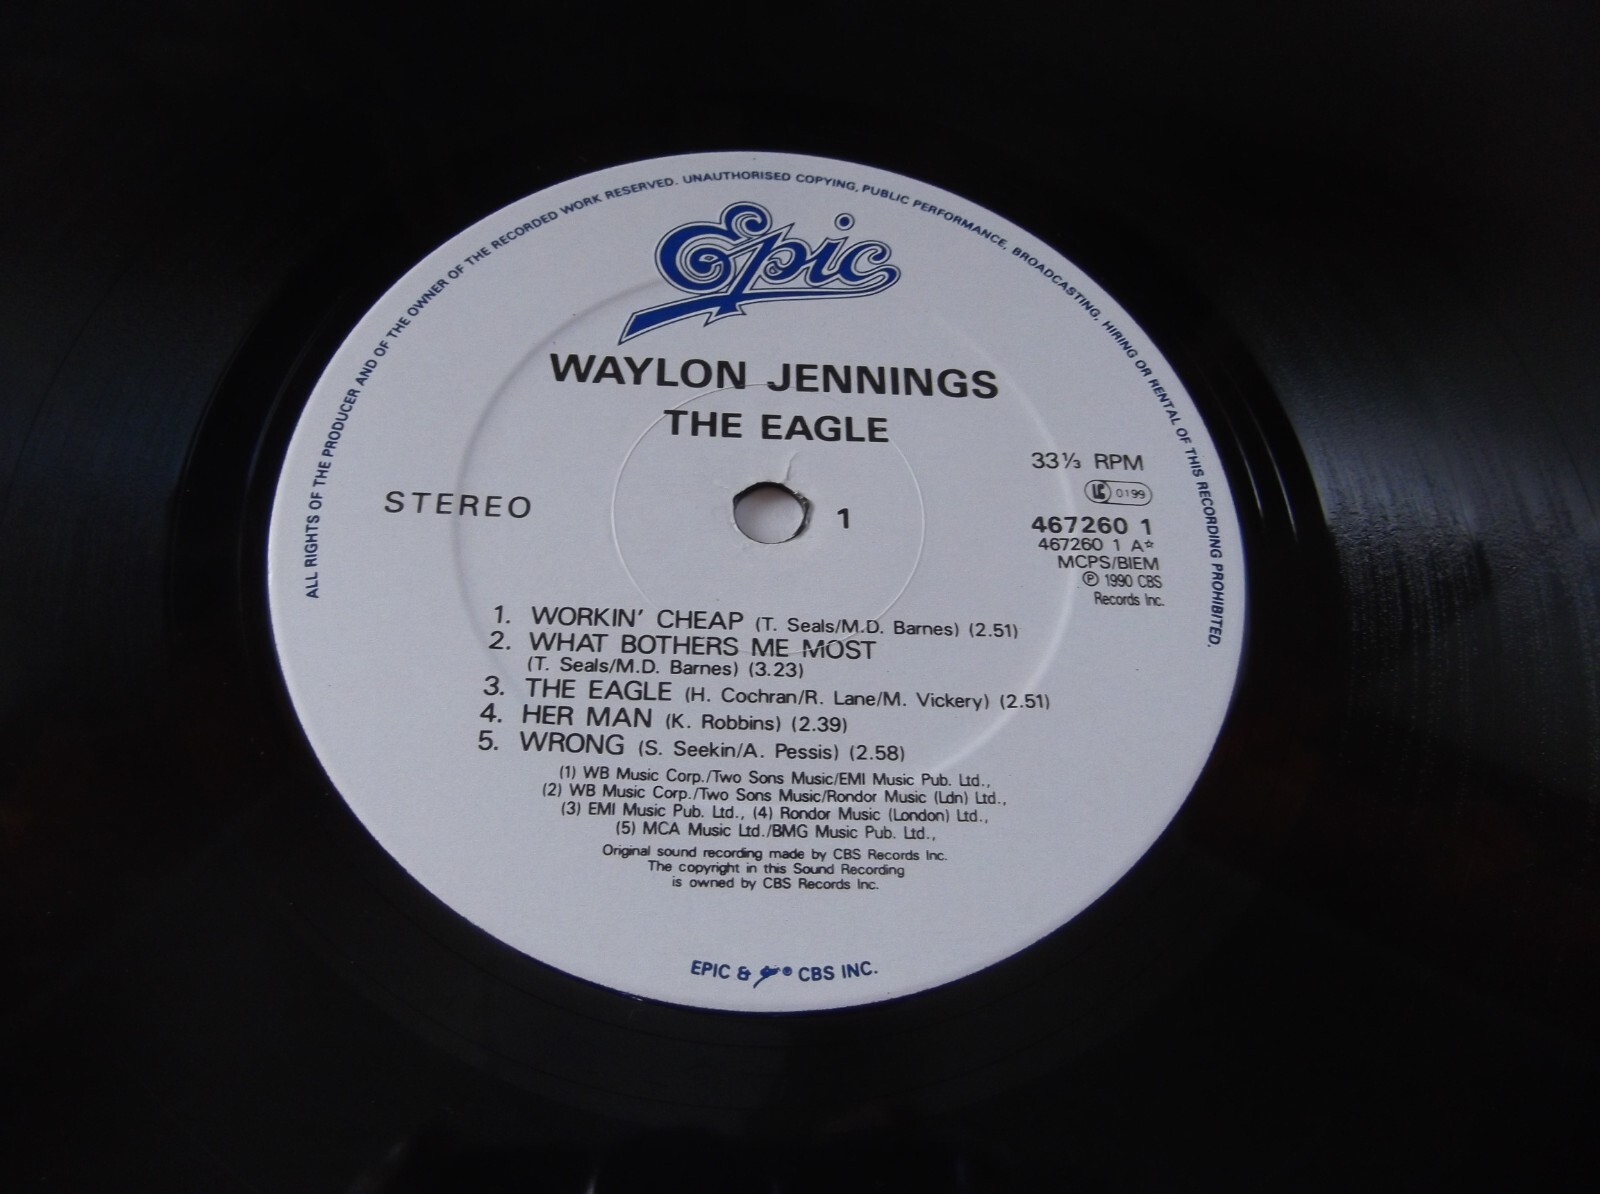 ALL RIGHTS OF THE PRODUCER AND OF THE OWNER OF THE RECORDED WORK RESERVED. UNAUTHORISED COPYING, PUBLIC PERFORMANCE, BROADCASTING, HIRING OR RENTAL OF THIS RECORDING PROHIBITED.
Epic
WAYLON JENNINGS
THE EAGLE
STEREO
1
33⅓ RPM
LC 0199
467260 1
467260 1 A☆
MCPS/BIEM
℗ 1990 CBS
Records Inc.
1. WORKIN' CHEAP (T. Seals/M.D. Barnes) (2.51)
2. WHAT BOTHERS ME MOST
(T. Seals/M.D. Barnes) (3.23)
3. THE EAGLE (H. Cochran/R. Lane/M. Vickery) (2.51)
4. HER MAN (K. Robbins) (2.39)
5. WRONG (S. Seekin/A. Pessis) (2.58)
(1) WB Music Corp./Two Sons Music/EMI Music Pub. Ltd.,
(2) WB Music Corp./Two Sons Music/Rondor Music (Ldn) Ltd.,
(3) EMI Music Pub. Ltd., (4) Rondor Music (London) Ltd.,
(5) MCA Music Ltd./BMG Music Pub. Ltd.,
Original sound recording made by CBS Records Inc.
The copyright in this Sound Recording
is owned by CBS Records Inc.
EPIC & ® CBS INC.